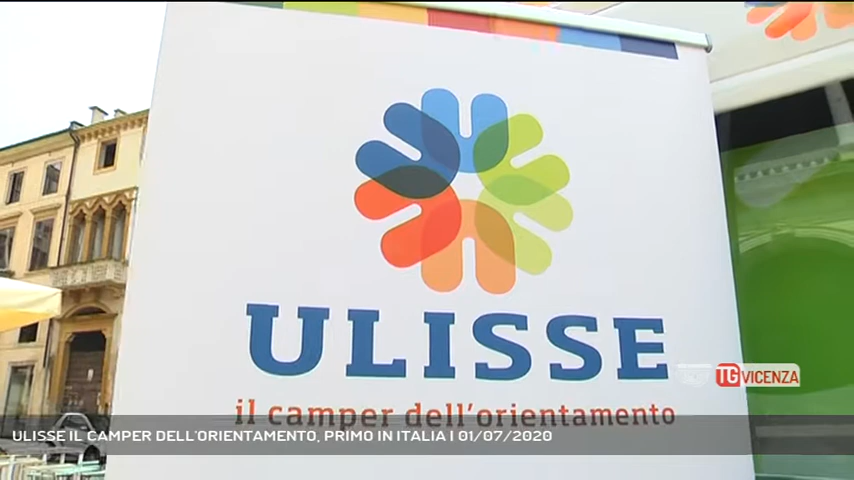 ULISSE
il camper dell'orientamento
TG VICENZA
ULISSE IL CAMPER DELL'ORIENTAMENTO, PRIMO IN ITALIA | 01/07/2020